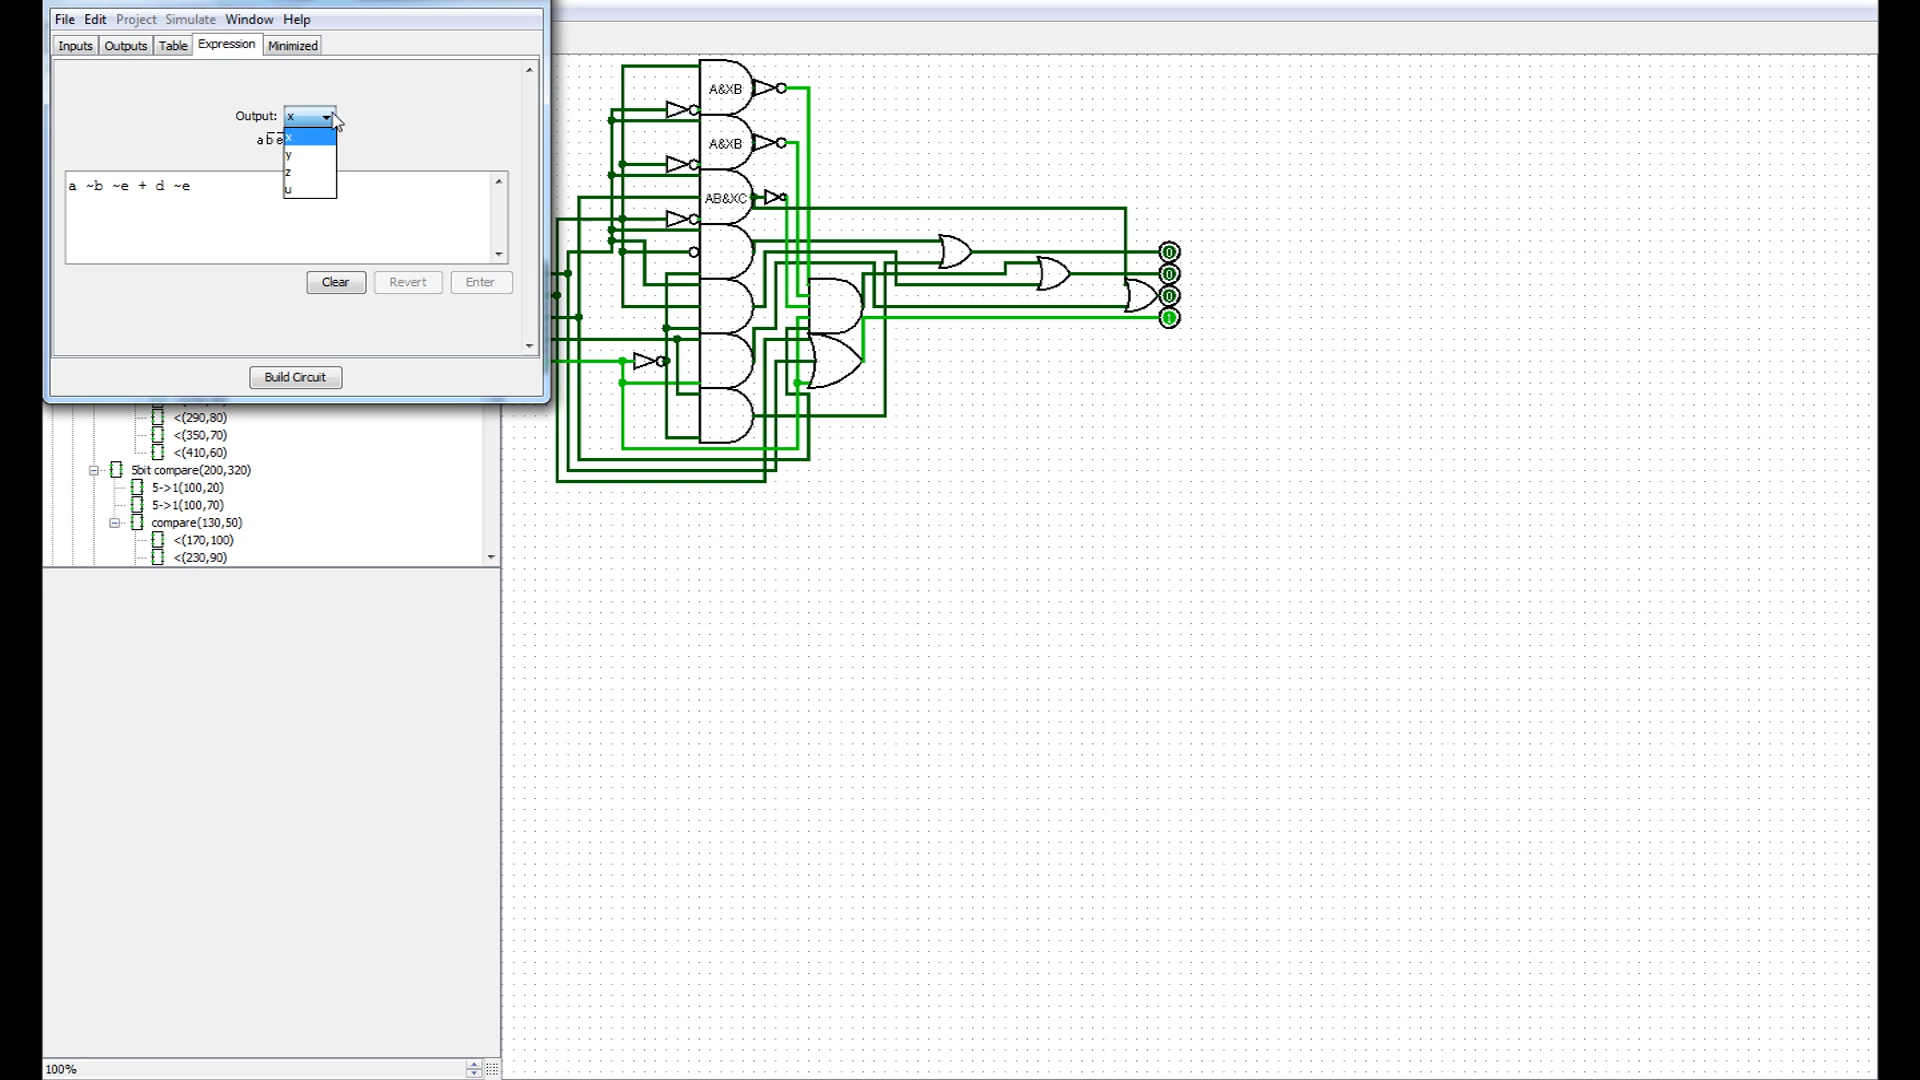 File Edit Project Simulate Window Help
Inputs Outputs Table Expression Minimized
Output: x
a b e
x
y
z
u
a ~b ~e + d ~e
Clear Revert Enter
Build Circuit
<(290,80)
<(350,70)
<(410,60)
5bit compare(200,320)
5->1(100,20)
5->1(100,70)
compare(130,50)
<(170,100)
<(230,90)
100%
A&XB
A&XB
AB&XC
0
0
0
1